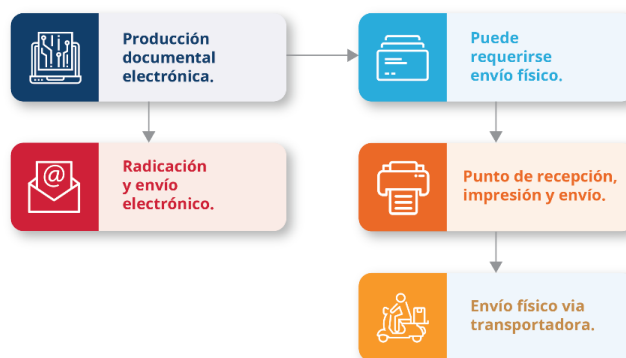 Producción
documental
electrónica.
Puede
requerirse
envío físico.
@
Radicación
y envío
electrónico.
Punto de recepción,
impresión y envío.
Envío físico via
transportadora.